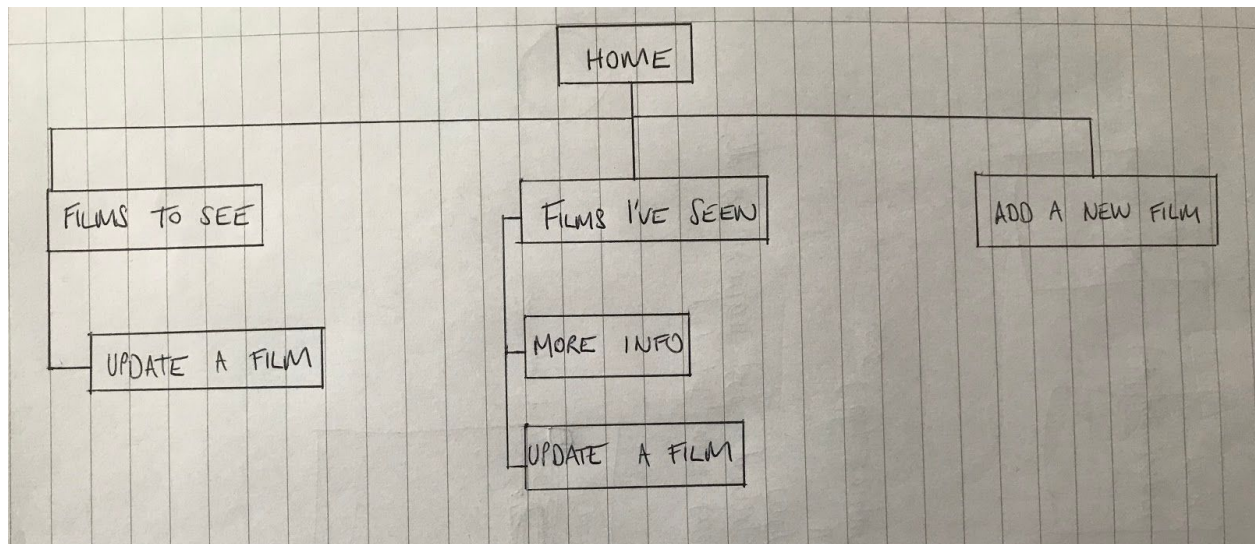 HOME
FILMS TO SEE
FILMS I'VE SEEN
ADD A NEW FILM
UPDATE A FILM
MORE INFO
UPDATE A FILM